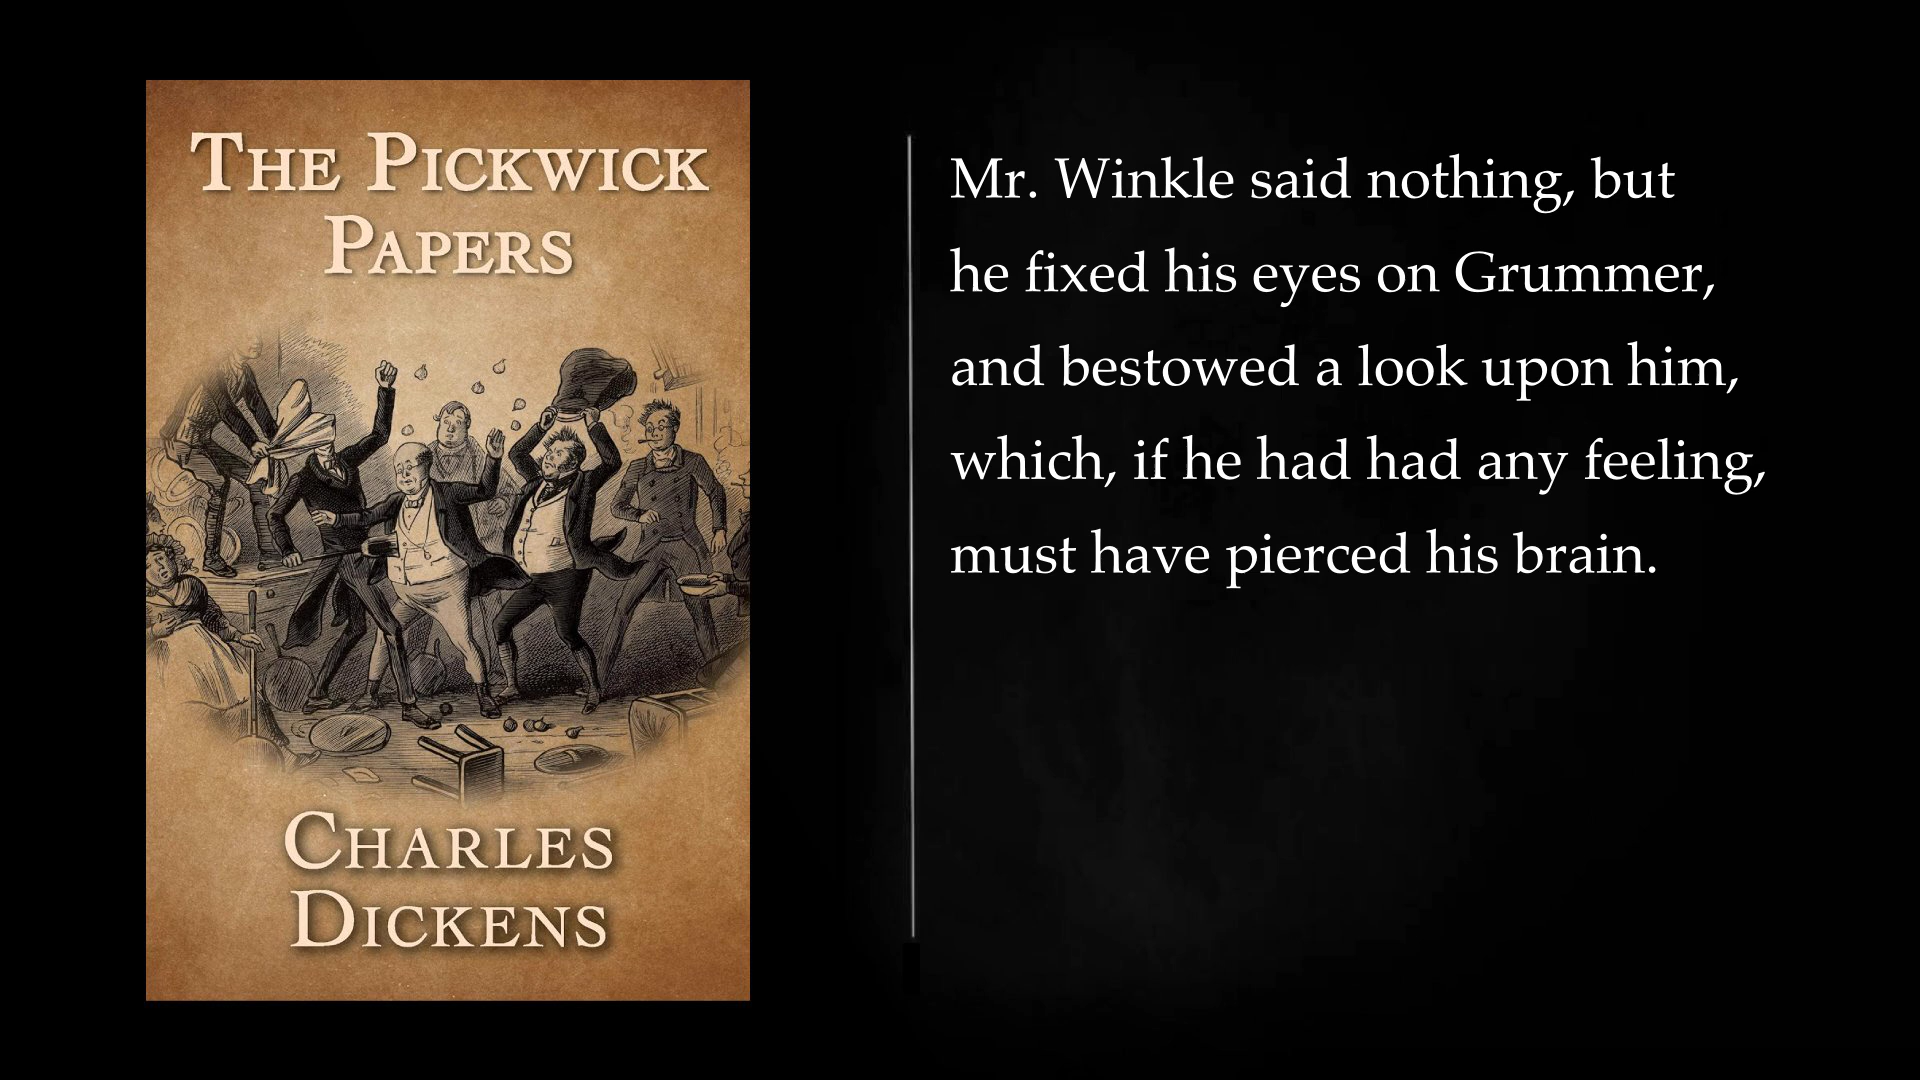 The Pickwick
Papers
Charles
Dickens
Mr. Winkle said nothing, but
he fixed his eyes on Grummer,
and bestowed a look upon him,
which, if he had had any feeling,
must have pierced his brain.